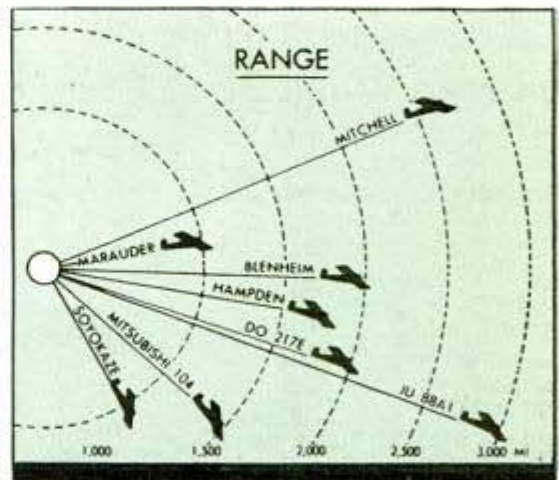 RANGE
MITCHELL
MARAUDER
BLENHEIM
HAMPDEN
DO 217E
JU 88A1
MITSUBISHI 104
SOYOKAZE
1,000 1,500 2,000 2,500 3,000 MI